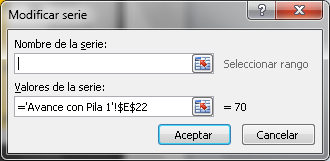 Modificar serie
Nombre de la serie:
Seleccionar rango
Valores de la serie:
='Avance con Pila 1'!$E$22
= 70
Aceptar
Cancelar